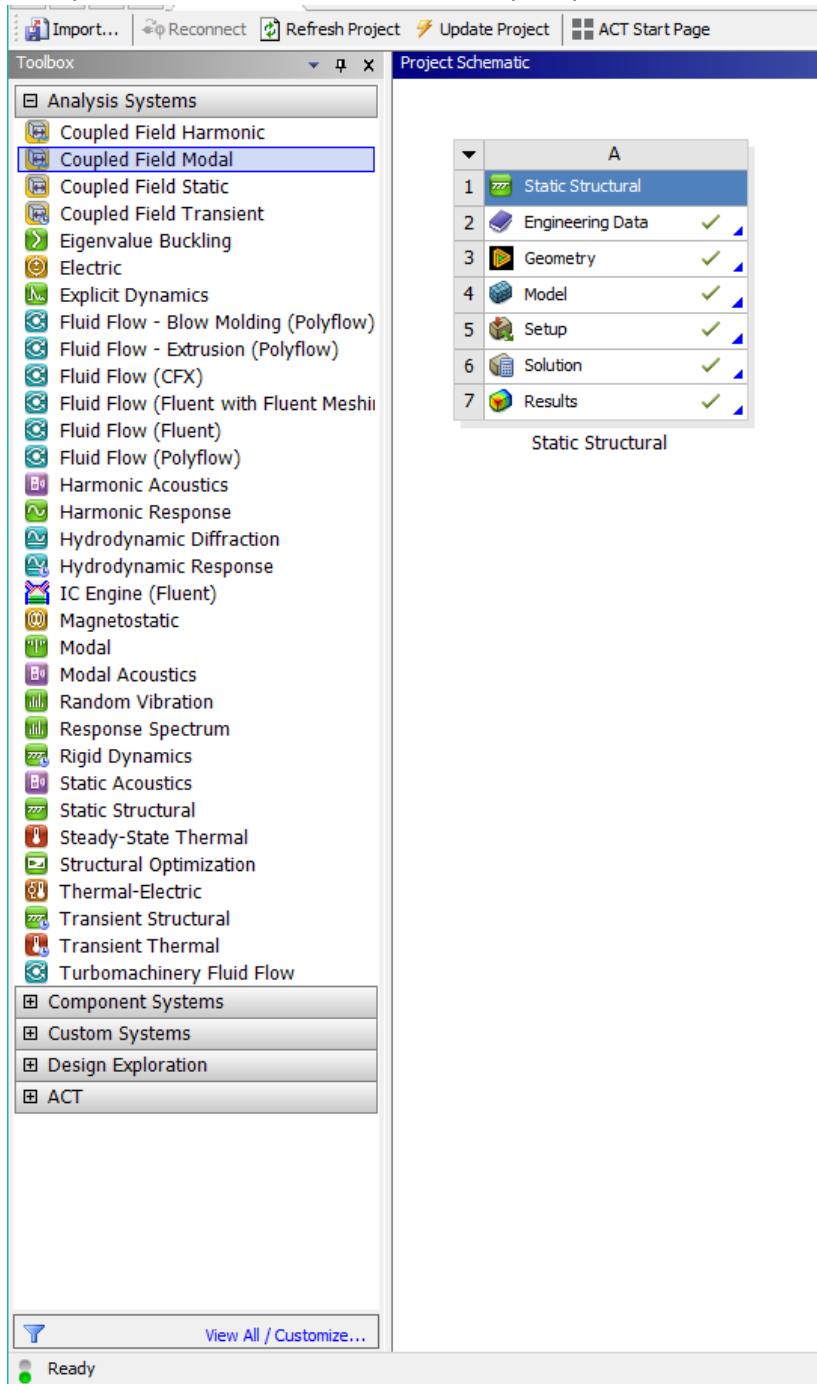 Import... Reconnect Refresh Project Update Project ACT Start Page
Toolbox
Analysis Systems
Coupled Field Harmonic
Coupled Field Modal
Coupled Field Static
Coupled Field Transient
Eigenvalue Buckling
Electric
Explicit Dynamics
Fluid Flow - Blow Molding (Polyflow)
Fluid Flow - Extrusion (Polyflow)
Fluid Flow (CFX)
Fluid Flow (Fluent with Fluent Meshii
Fluid Flow (Fluent)
Fluid Flow (Polyflow)
Harmonic Acoustics
Harmonic Response
Hydrodynamic Diffraction
Hydrodynamic Response
IC Engine (Fluent)
Magnetostatic
Modal
Modal Acoustics
Random Vibration
Response Spectrum
Rigid Dynamics
Static Acoustics
Static Structural
Steady-State Thermal
Structural Optimization
Thermal-Electric
Transient Structural
Transient Thermal
Turbomachinery Fluid Flow
Component Systems
Custom Systems
Design Exploration
ACT
View All / Customize...
Ready
Project Schematic
A
1 Static Structural
2 Engineering Data
3 Geometry
4 Model
5 Setup
6 Solution
7 Results
Static Structural